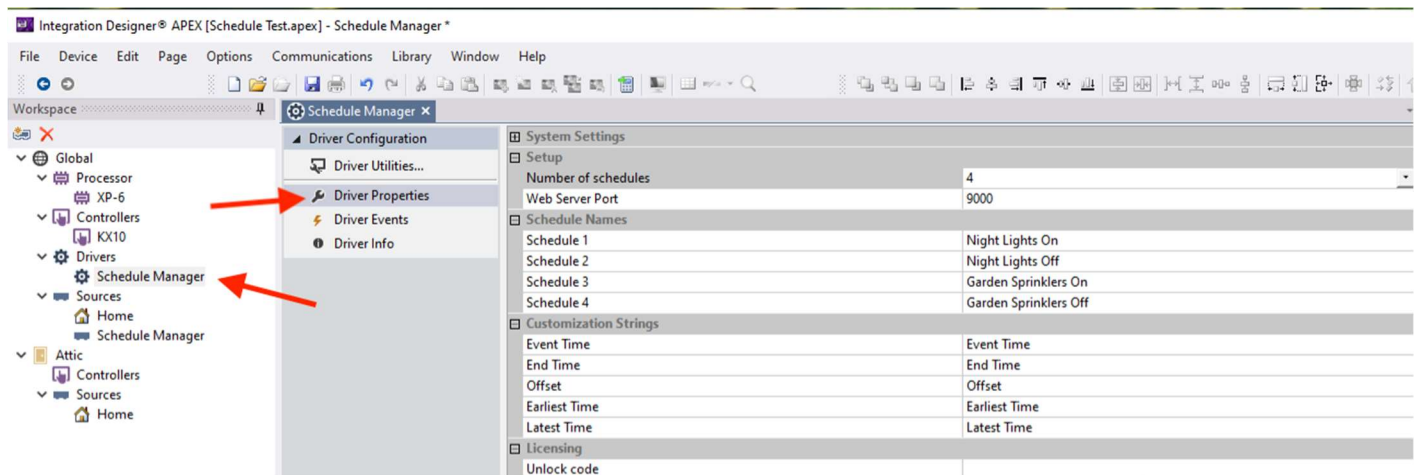 Integration Designer® APEX [Schedule Test.apex] - Schedule Manager *
File Device Edit Page Options Communications Library Window Help
Workspace
Schedule Manager ×
Global
Processor
XP-6
Controllers
KX10
Drivers
Schedule Manager
Sources
Home
Schedule Manager
Attic
Controllers
Sources
Home
Driver Configuration
Driver Utilities...
Driver Properties
Driver Events
Driver Info
System Settings
Setup
Number of schedules 4
Web Server Port 9000
Schedule Names
Schedule 1 Night Lights On
Schedule 2 Night Lights Off
Schedule 3 Garden Sprinklers On
Schedule 4 Garden Sprinklers Off
Customization Strings
Event Time Event Time
End Time End Time
Offset Offset
Earliest Time Earliest Time
Latest Time Latest Time
Licensing
Unlock code